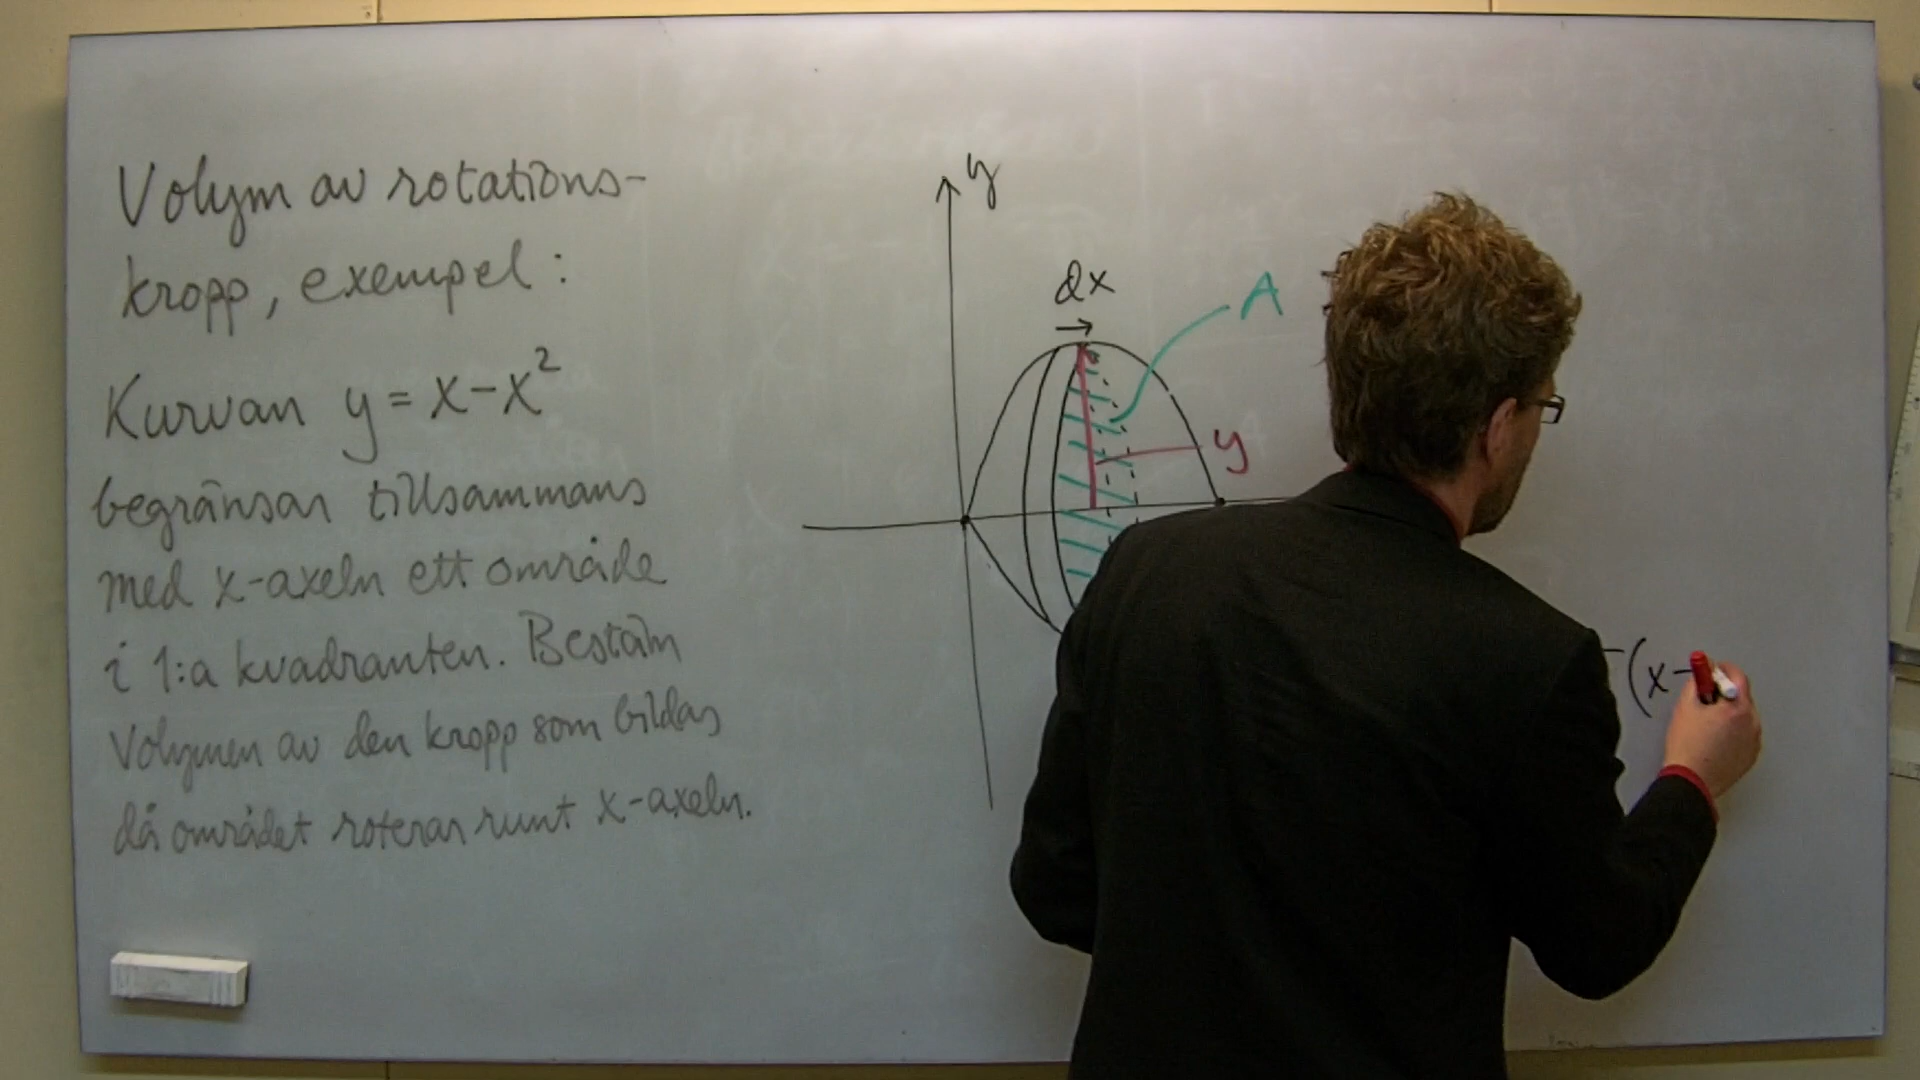 Volym av rotations-
kropp, exempel:
Kurvan y = x-x²
begränsar tillsammans
med x-axeln ett område
i 1:a kvadranten. Bestäm
volymen av den kropp som bildas
då området roterar runt x-axeln.
y
dx
A
y
(x-